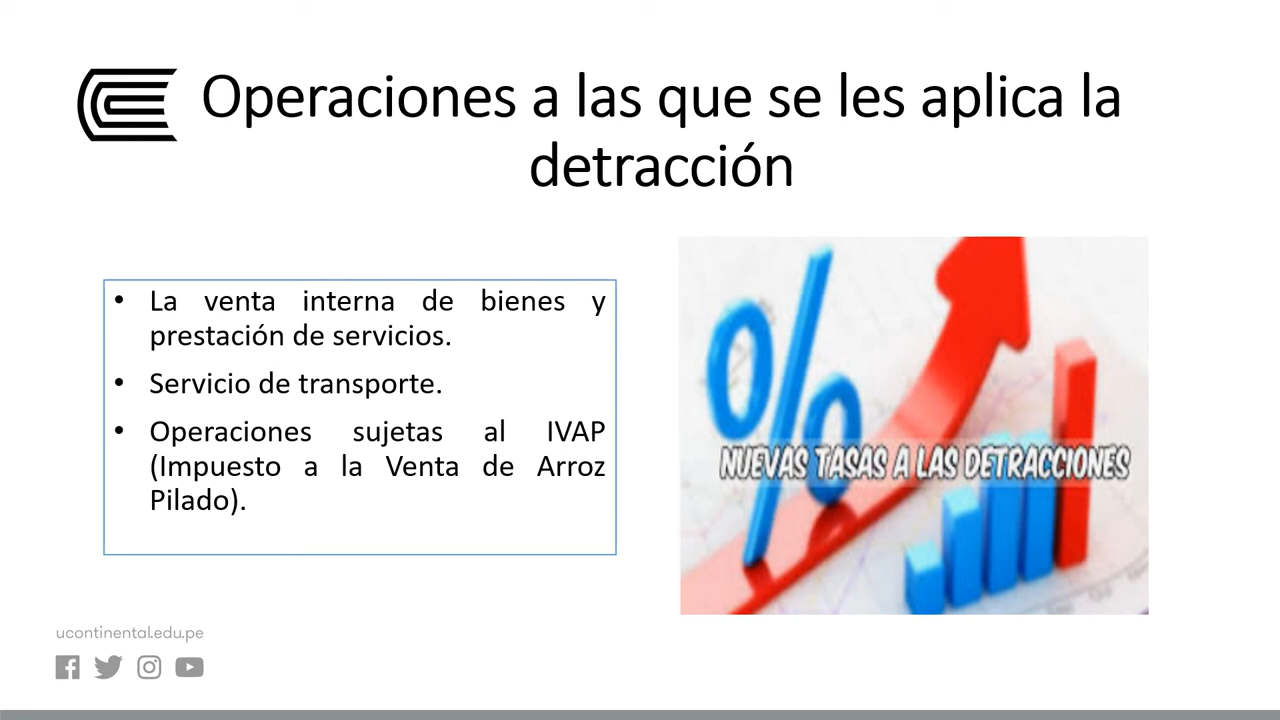 Operaciones a las que se les aplica la
detracción
• La venta interna de bienes y
prestación de servicios.
• Servicio de transporte.
• Operaciones sujetas al IVAP
(Impuesto a la Venta de Arroz
Pilado).
%
NUEVAS TASAS A LAS DETRACCIONES
ucontinental.edu.pe